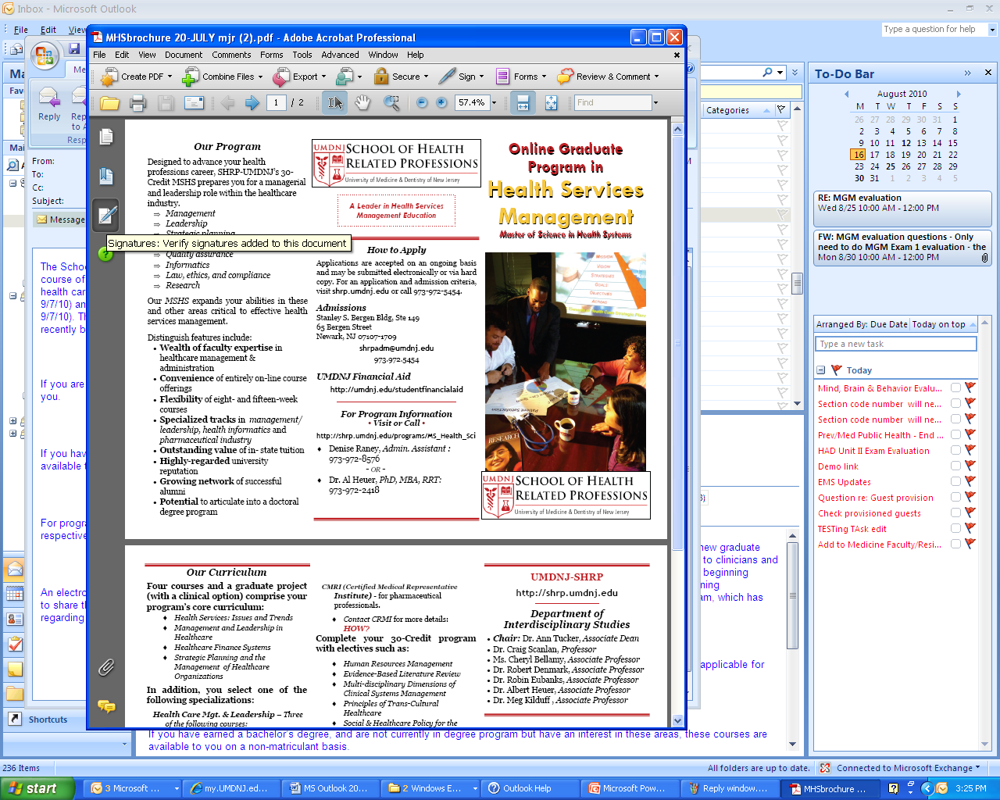 Inbox - Microsoft Outlook
File Edit View
Type a question for help
MHSbrochure 20-JULY mjr (2).pdf - Adobe Acrobat Professional
File Edit View Document Comments Forms Tools Advanced Window Help
Create PDF Combine Files Export Secure Sign Forms Review & Comment
1 / 2 57.4% Find
Reply
From:
To:
Cc:
Subject:
Message
Signatures: Verify signatures added to this document
Our Program
Designed to advance your health
professions career, SHRP-UMDNJ's 30-
Credit MSHS prepares you for a managerial
and leadership role within the healthcare
industry.
⇒ Management
⇒ Leadership
Strategic planning
Quality assurance
⇒ Informatics
⇒ Law, ethics, and compliance
⇒ Research
Our MSHS expands your abilities in these
and other areas critical to effective health
services management.
Distinguish features include:
• Wealth of faculty expertise in
healthcare management &
administration
• Convenience of entirely on-line course
offerings
• Flexibility of eight- and fifteen-week
courses
• Specialized tracks in management/
leadership, health informatics and
pharmaceutical industry
• Outstanding value of in- state tuition
• Highly-regarded university
reputation
• Growing network of successful
alumni
• Potential to articulate into a doctoral
degree program
UMDNJ
SCHOOL OF HEALTH
RELATED PROFESSIONS
University of Medicine & Dentistry of New Jersey
A Leader in Health Services
Management Education
How to Apply
Applications are accepted on an ongoing basis
and may be submitted electronically or via hard
copy. For an application and admission criteria,
visit shrp.umdnj.edu or call 973-972-5454.
Admissions
Stanley S. Bergen Bldg, Ste 149
65 Bergen Street
Newark, NJ 07107-1709
shrpadm@umdnj.edu
973-972-5454
UMDNJ Financial Aid
http://umdnj.edu/studentfinancialaid
For Program Information
• Visit or Call •
http://shrp.umdnj.edu/programs/MS_Health_Sci
♦ Denise Raney, Admin. Assistant :
973-972-8576
- OR -
♦ Dr. Al Heuer, PhD, MBA, RRT:
973-972-2418
Online Graduate
Program in
Health Services
Management
Master of Science in Health Systems
MISSION
VISION
STRATEGIES
GOALS
OBJECTIVES
ACTIONS
Patient Satisfaction
RESEARCH
UMDNJ
SCHOOL OF HEALTH
RELATED PROFESSIONS
University of Medicine & Dentistry of New Jersey
Our Curriculum
Four courses and a graduate project
(with a clinical option) comprise your
program's core curriculum:
♦ Health Services: Issues and Trends
♦ Management and Leadership in
Healthcare
♦ Healthcare Finance Systems
♦ Strategic Planning and the
Management of Healthcare
Organizations
In addition, you select one of the
following specializations:
Health Care Mgt. & Leadership – Three
of the following courses:
CMRI (Certified Medical Representative
Institute) - for pharmaceutical
professionals.
♦ Contact CRMI for more details:
HOW?
Complete your 30-Credit program
with electives such as:
♦ Human Resources Management
♦ Evidence-Based Literature Review
♦ Multi-disciplinary Dimensions of
Clinical Systems Management
♦ Principles of Trans-Cultural
Healthcare
♦ Social & Healthcare Policy for the
UMDNJ-SHRP
http://shrp.umdnj.edu
Department of
Interdisciplinary Studies
• Chair: Dr. Ann Tucker, Associate Dean
• Dr. Craig Scanlan, Professor
• Ms. Cheryl Bellamy, Associate Professor
• Dr. Robert Denmark, Associate Professor
• Dr. Robin Eubanks, Associate Professor
• Dr. Albert Heuer, Associate Professor
• Dr. Meg Kilduff , Associate Professor
The
course of
health car
9/7/10) an
9/7/10). T
recently b
If you are
you.
If you hav
available t
For progra
respective
An electro
to share t
regarding
Shortcuts
new graduate
to clinicians and
beginning
which has
applicable for
If you have earned a bachelor's degree, and are not currently in degree program but have an interest in these areas, these courses are
available to you on a non-matriculant basis.
Categories
To-Do Bar
August 2010
M T W T F S S
26 27 28 29 30 31 1
2 3 4 5 6 7 8
9 10 11 12 13 14 15
16 17 18 19 20 21 22
23 24 25 26 27 28 29
30 31 1 2 3 4 5
RE: MGM evaluation
Wed 8/25 10:00 AM - 12:00 PM
FW: MGM evaluation questions - Only
need to do MGM Exam 1 evaluation - the
Mon 8/30 10:00 AM - 12:00 PM
Arranged By: Due Date Today on top
Type a new task
Today
Mind, Brain & Behavior Evalu...
Section code number will ne...
Section code number will ne...
Prev/Med Public Health - End ...
HAD Unit II Exam Evaluation
Demo link
EMS Updates
Question re: Guest provision
Check provisioned guests
TESTing TAsk edit
Add to Medicine Faculty/Resi...
236 Items
All folders are up to date. Connected to Microsoft Exchange
start
3 Microsoft ...
my.UMDNJ.ed...
MS Outlook 20...
2 Windows E...
Outlook Help
Microsoft Pow...
Reply window....
MHSbrochure ...
3:25 PM